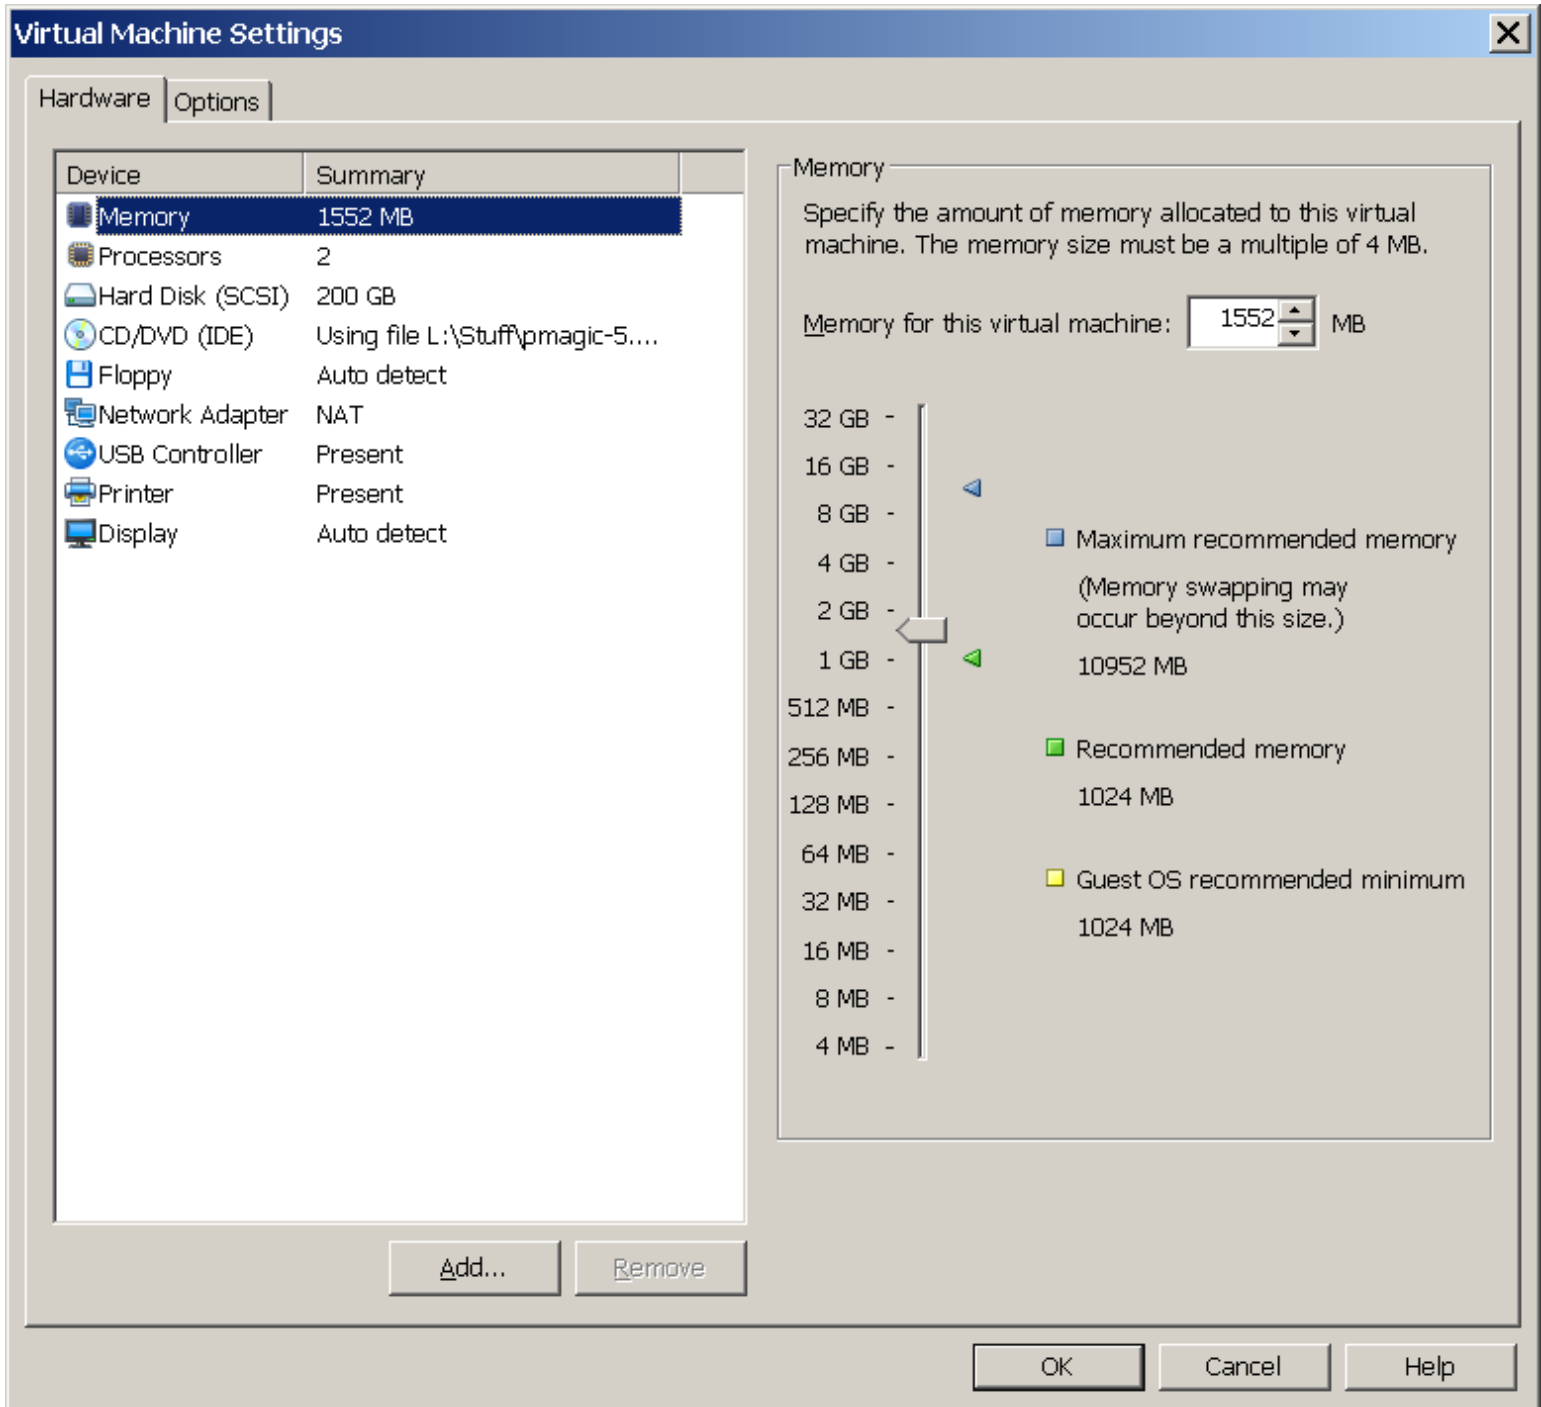 Virtual Machine Settings
Hardware
Options
Device Summary
Memory 1552 MB
Processors 2
Hard Disk (SCSI) 200 GB
CD/DVD (IDE) Using file L:\Stuff\pmagic-5....
Floppy Auto detect
Network Adapter NAT
USB Controller Present
Printer Present
Display Auto detect
Add...
Remove
Memory
Specify the amount of memory allocated to this virtual
machine. The memory size must be a multiple of 4 MB.
Memory for this virtual machine: 1552 MB
32 GB -
16 GB -
8 GB -
4 GB -
2 GB -
1 GB -
512 MB -
256 MB -
128 MB -
64 MB -
32 MB -
16 MB -
8 MB -
4 MB -
Maximum recommended memory
(Memory swapping may
occur beyond this size.)
10952 MB
Recommended memory
1024 MB
Guest OS recommended minimum
1024 MB
OK
Cancel
Help